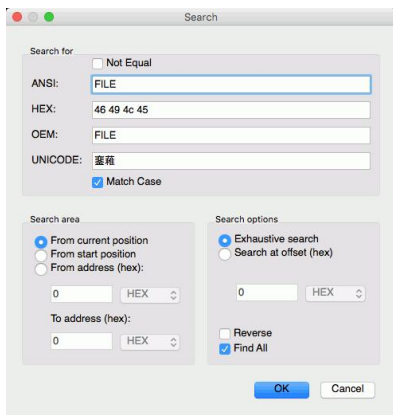 Search
Search for
Not Equal
ANSI: FILE
HEX: 46 49 4c 45
OEM: FILE
UNICODE: 䥆䕌
Match Case
Search area
From current position
From start position
From address (hex):
0 HEX
To address (hex):
0 HEX
Search options
Exhaustive search
Search at offset (hex)
0 HEX
Reverse
Find All
OK Cancel